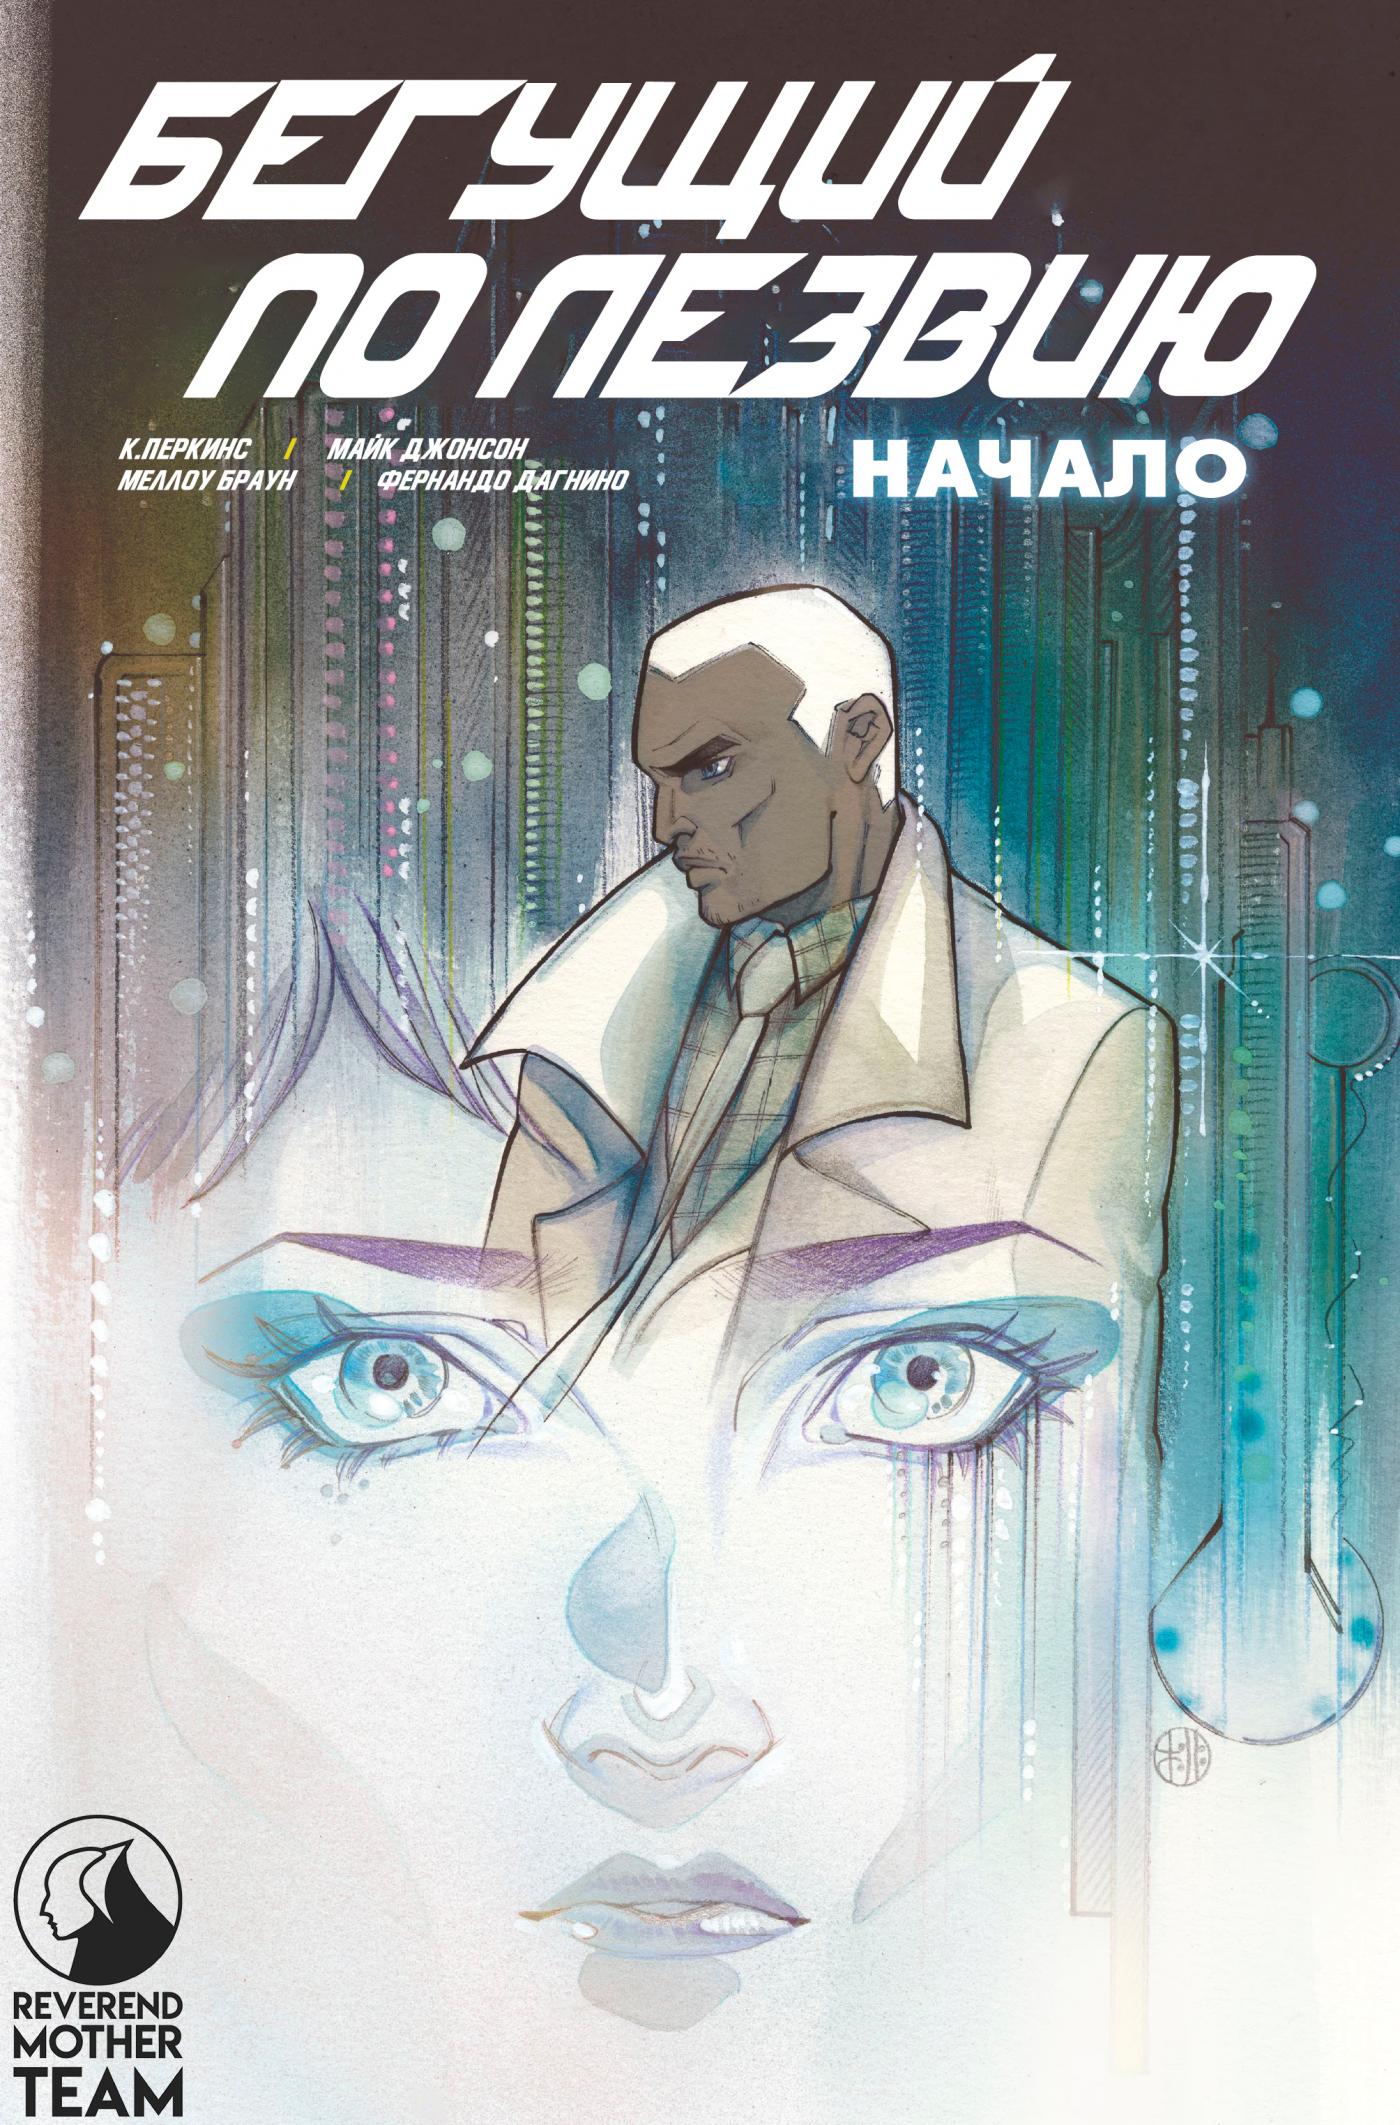 БЕГУЩИЙ
ПО ЛЕЗВИЮ
К.ПЕРКИНС / МАЙК ДЖОНСОН
МЕЛЛОУ БРАУН / ФЕРНАНДО ДАГНИНО
НАЧАЛО
REVEREND
MOTHER
TEAM